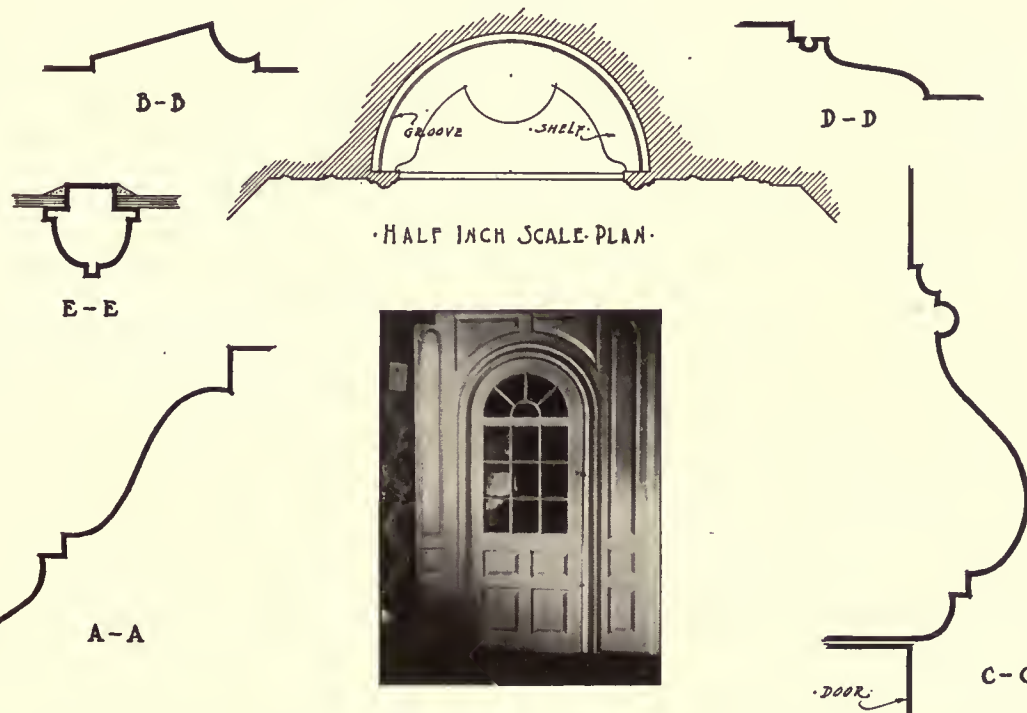 B-B
GROOVE
·SHELF·
D-D
·HALF INCH SCALE·PLAN·
E-E
A-A
C-C
·DOOR·